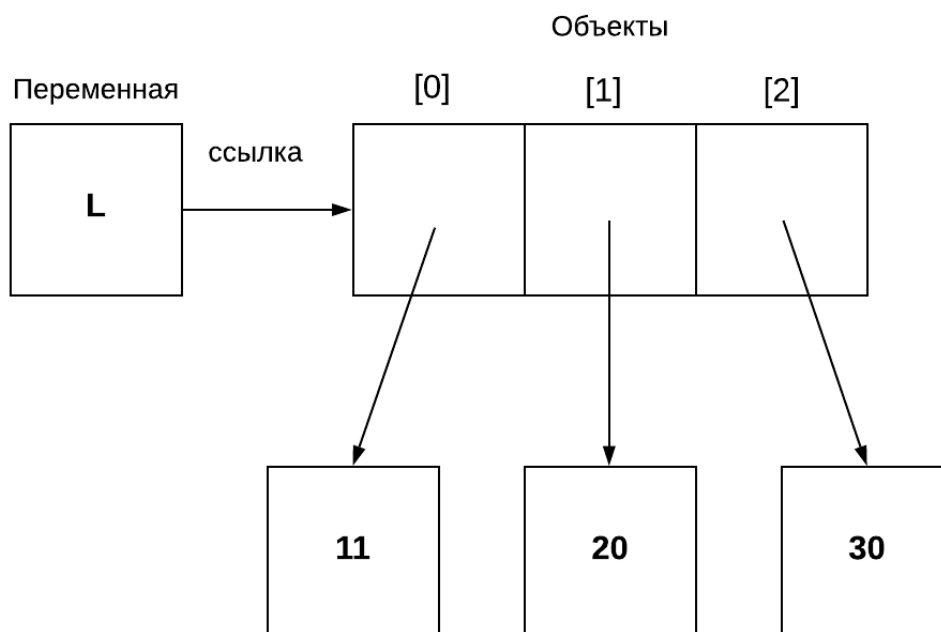 Объекты
Переменная
[0]
[1]
[2]
ссылка
L
11
20
30